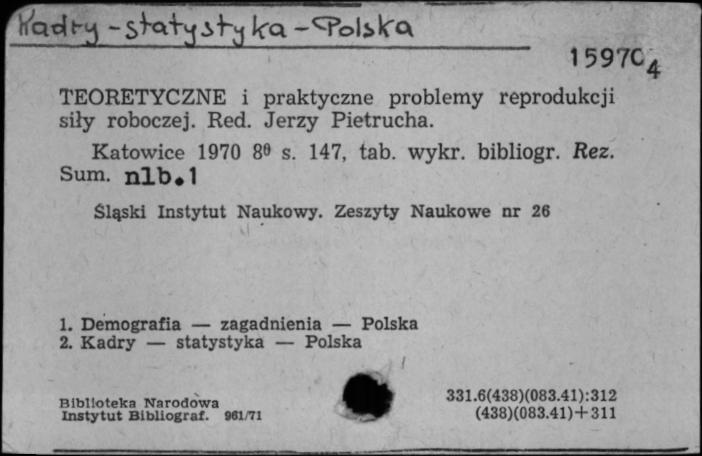 Kadry - statystyka - Polska
15970₄
TEORETYCZNE i praktyczne problemy reprodukcji
siły roboczej. Red. Jerzy Pietrucha.
Katowice 1970 8⁰ s. 147, tab. wykr. bibliogr. Rez.
Sum. nlb.1
Śląski Instytut Naukowy. Zeszyty Naukowe nr 26
1. Demografia — zagadnienia — Polska
2. Kadry — statystyka — Polska
Biblioteka Narodowa
Instytut Bibliograf. 961/71
331.6(438)(083.41):312
(438)(083.41)+311